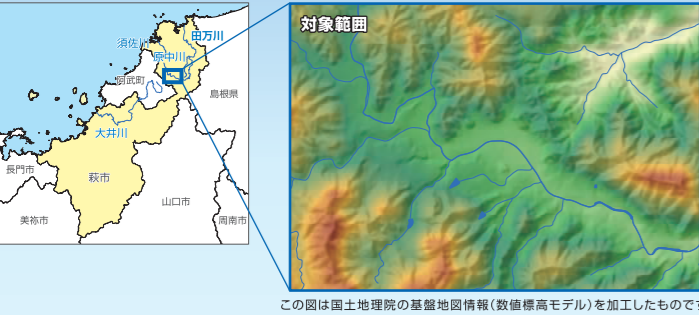 須佐川
田万川
原中川
阿武町
島根県
大井川
長門市
萩市
山口市
美祢市
周南市
対象範囲
この図は国土地理院の基盤地図情報(数値標高モデル)を加工したものです